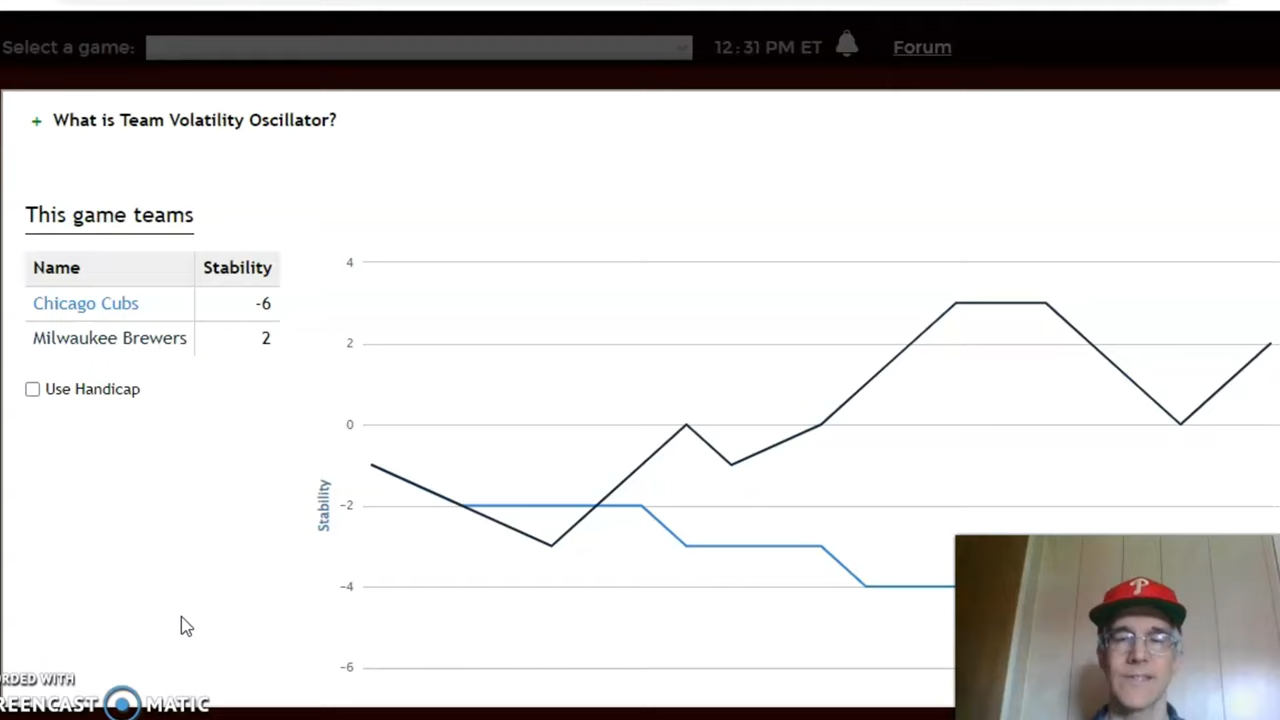 Select a game:
12:31 PM ET
Forum
+ What is Team Volatility Oscillator?
This game teams
Name Stability
Chicago Cubs -6
Milwaukee Brewers 2
Use Handicap
4
2
0
-2
-4
-6
Stability
P
RDED WITH
REENCAST MATIC